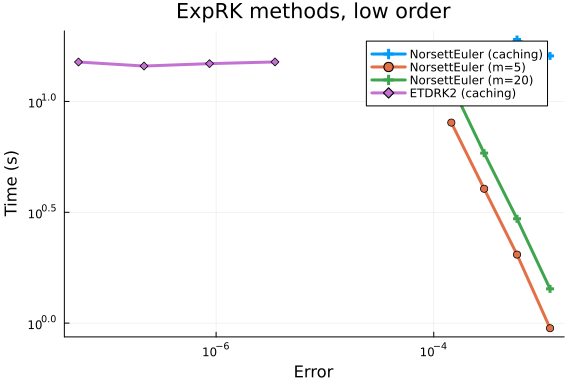 ExpRK methods, low order
NorsettEuler (caching)
NorsettEuler (m=5)
NorsettEuler (m=20)
ETDRK2 (caching)
Time (s)
10^1.0
10^0.5
10^0.0
10^-6
10^-4
Error